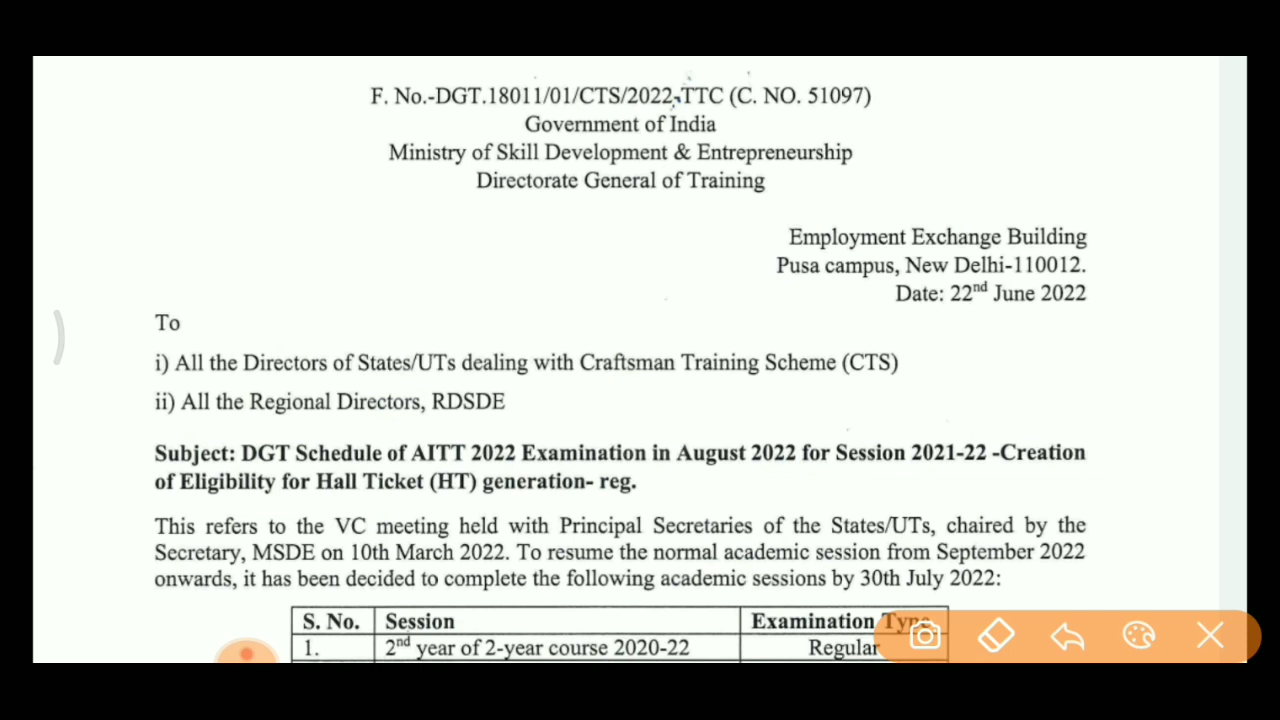 F. No.-DGT.18011/01/CTS/2022-TTC (C. NO. 51097)
Government of India
Ministry of Skill Development & Entrepreneurship
Directorate General of Training
Employment Exchange Building
Pusa campus, New Delhi-110012.
Date: 22nd June 2022
To
i) All the Directors of States/UTs dealing with Craftsman Training Scheme (CTS)
ii) All the Regional Directors, RDSDE
Subject: DGT Schedule of AITT 2022 Examination in August 2022 for Session 2021-22 -Creation
of Eligibility for Hall Ticket (HT) generation- reg.
This refers to the VC meeting held with Principal Secretaries of the States/UTs, chaired by the
Secretary, MSDE on 10th March 2022. To resume the normal academic session from September 2022
onwards, it has been decided to complete the following academic sessions by 30th July 2022:
S. No. Session Examination Type
1. 2nd year of 2-year course 2020-22 Regular